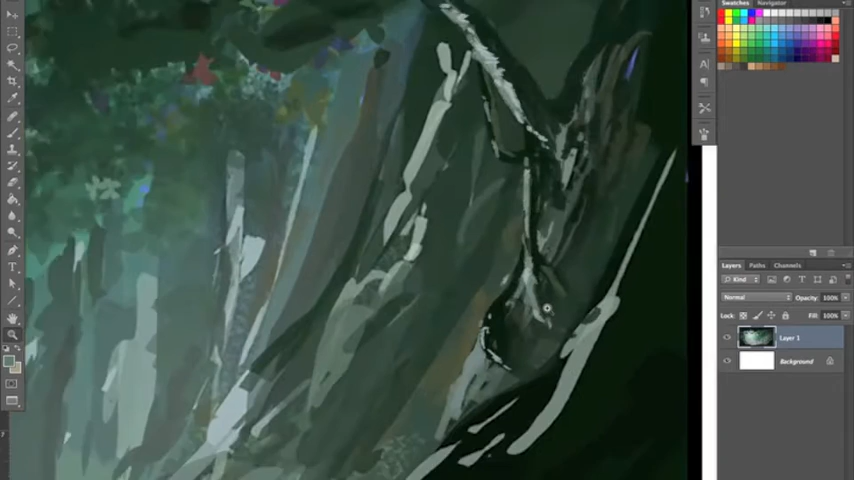 Swatches Navigator
Layers Paths Channels
Kind
Normal Opacity: 100%
Lock: Fill: 100%
Layer 1
Background